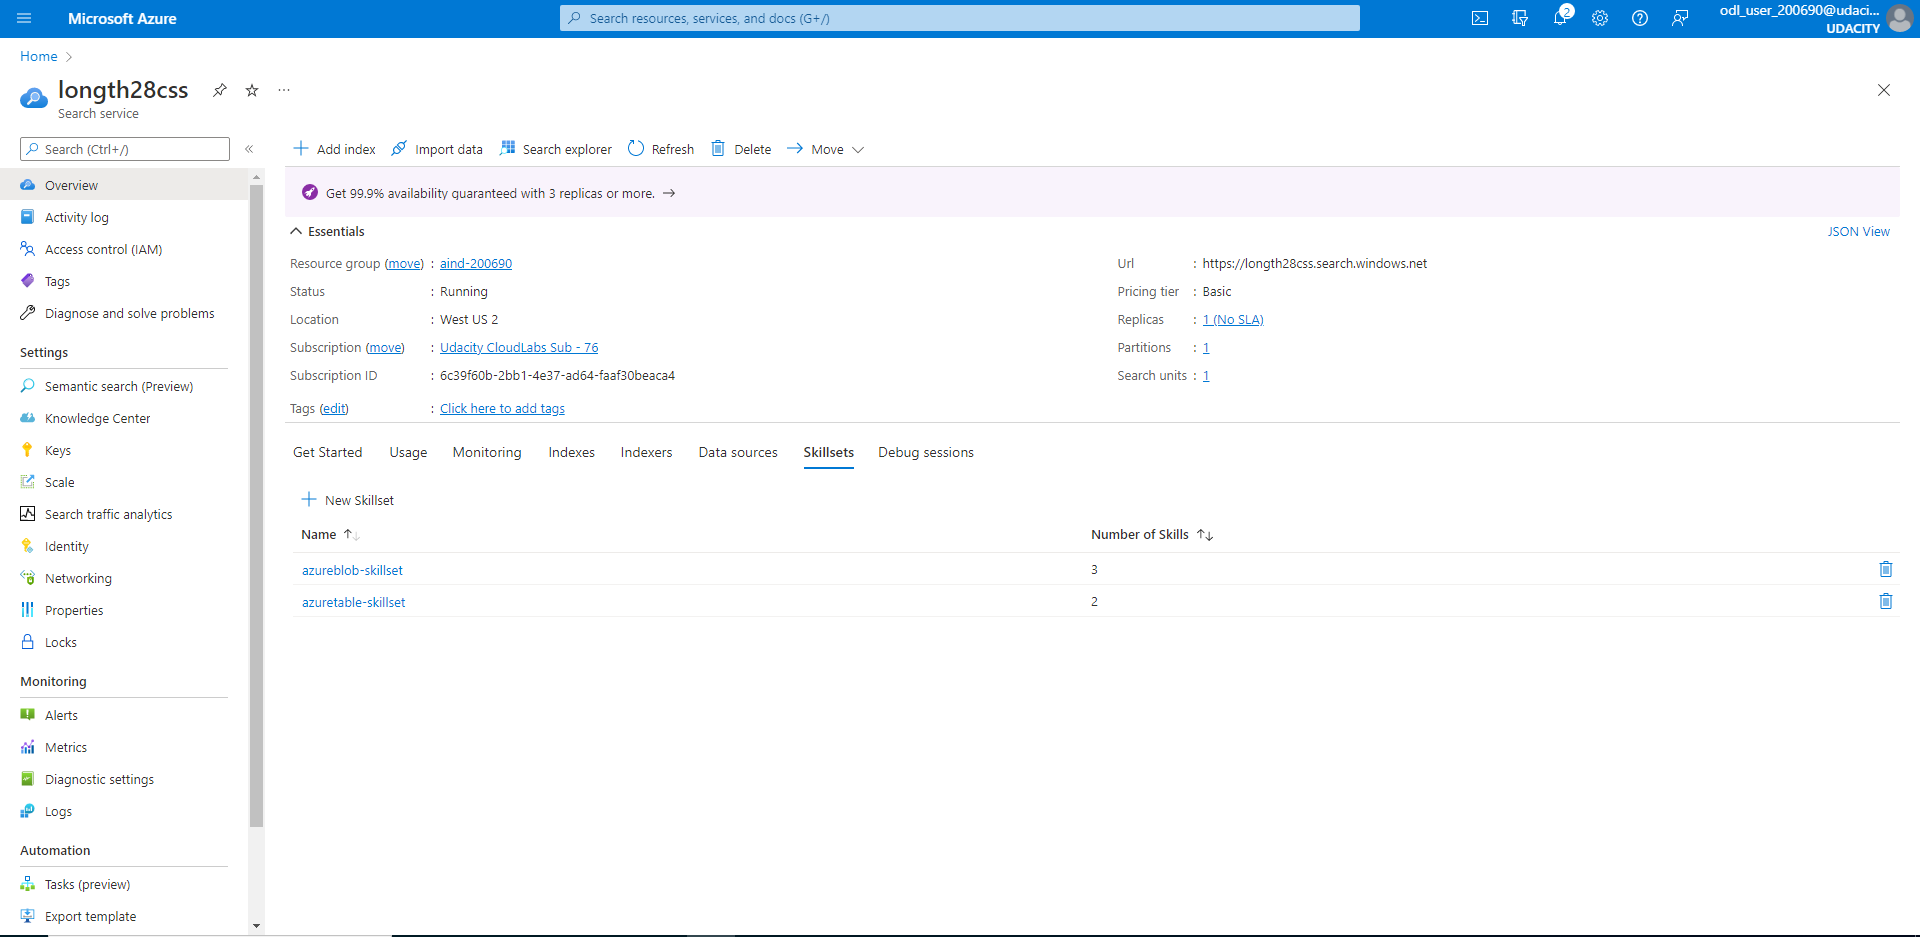 Microsoft Azure
Search resources, services, and docs (G+/)
2
odl_user_200690@udaci...
UDACITY
Home
longth28css
Search service
Search (Ctrl+/)
Overview
Activity log
Access control (IAM)
Tags
Diagnose and solve problems
Settings
Semantic search (Preview)
Knowledge Center
Keys
Scale
Search traffic analytics
Identity
Networking
Properties
Locks
Monitoring
Alerts
Metrics
Diagnostic settings
Logs
Automation
Tasks (preview)
Export template
Add index Import data Search explorer Refresh Delete Move
Get 99.9% availability quaranteed with 3 replicas or more. →
Essentials
JSON View
Resource group (move) : aind-200690
Status : Running
Location : West US 2
Subscription (move) : Udacity CloudLabs Sub - 76
Subscription ID : 6c39f60b-2bb1-4e37-ad64-faaf30beaca4
Tags (edit) : Click here to add tags
Url : https://longth28css.search.windows.net
Pricing tier : Basic
Replicas : 1 (No SLA)
Partitions : 1
Search units : 1
Get Started Usage Monitoring Indexes Indexers Data sources Skillsets Debug sessions
New Skillset
Name Number of Skills
azureblob-skillset 3
azuretable-skillset 2